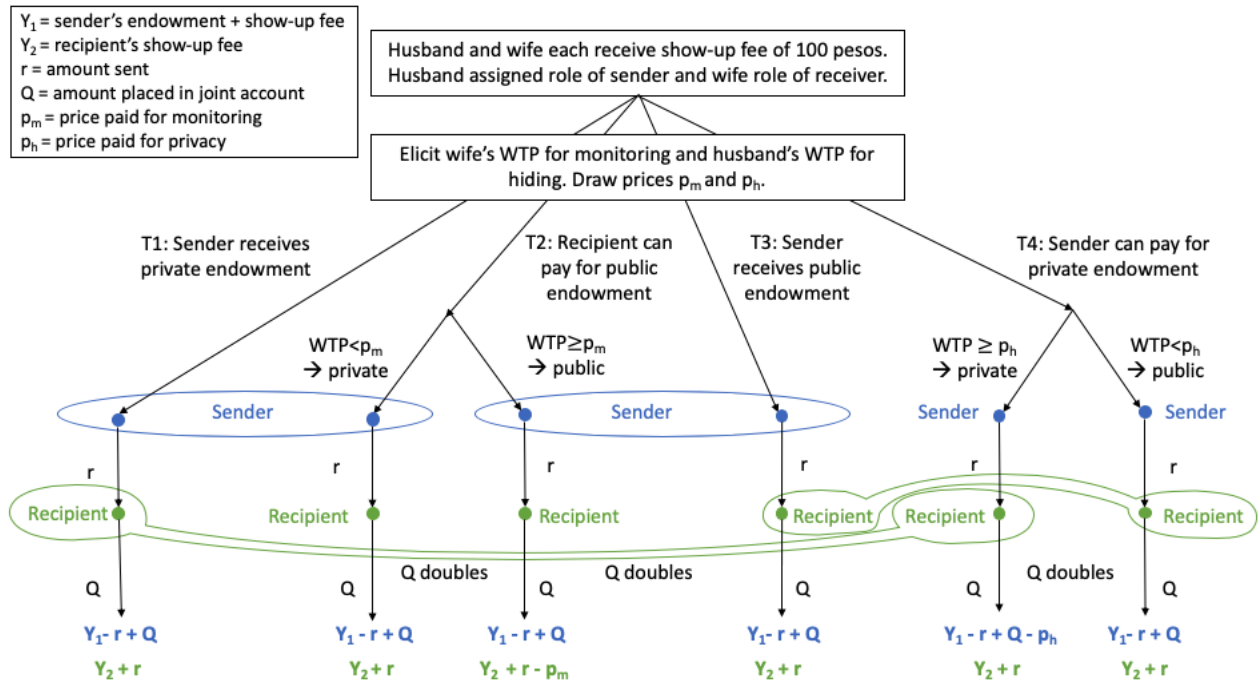 Y1 = sender's endowment + show-up fee
Y2 = recipient's show-up fee
r = amount sent
Q = amount placed in joint account
pm = price paid for monitoring
ph = price paid for privacy
Husband and wife each receive show-up fee of 100 pesos.
Husband assigned role of sender and wife role of receiver.
Elicit wife's WTP for monitoring and husband's WTP for
hiding. Draw prices pm and ph.
T1: Sender receives
private endowment
T2: Recipient can
pay for public
endowment
T3: Sender
receives public
endowment
T4: Sender can pay for
private endowment
WTP<pm
→ private
WTP≥pm
→ public
WTP ≥ ph
→ private
WTP<ph
→ public
Sender
Sender
Sender
Sender
r
r
r
r
r
r
Recipient
Recipient
Recipient
Recipient
Recipient
Recipient
Q doubles
Q doubles
Q doubles
Q
Q
Q
Q
Q
Q
Y1- r + Q
Y1 - r + Q
Y1 - r + Q
Y1 - r + Q
Y1 - r + Q - ph
Y1- r + Q
Y2 + r
Y2 + r
Y2 + r - pm
Y2 + r
Y2 + r
Y2 + r